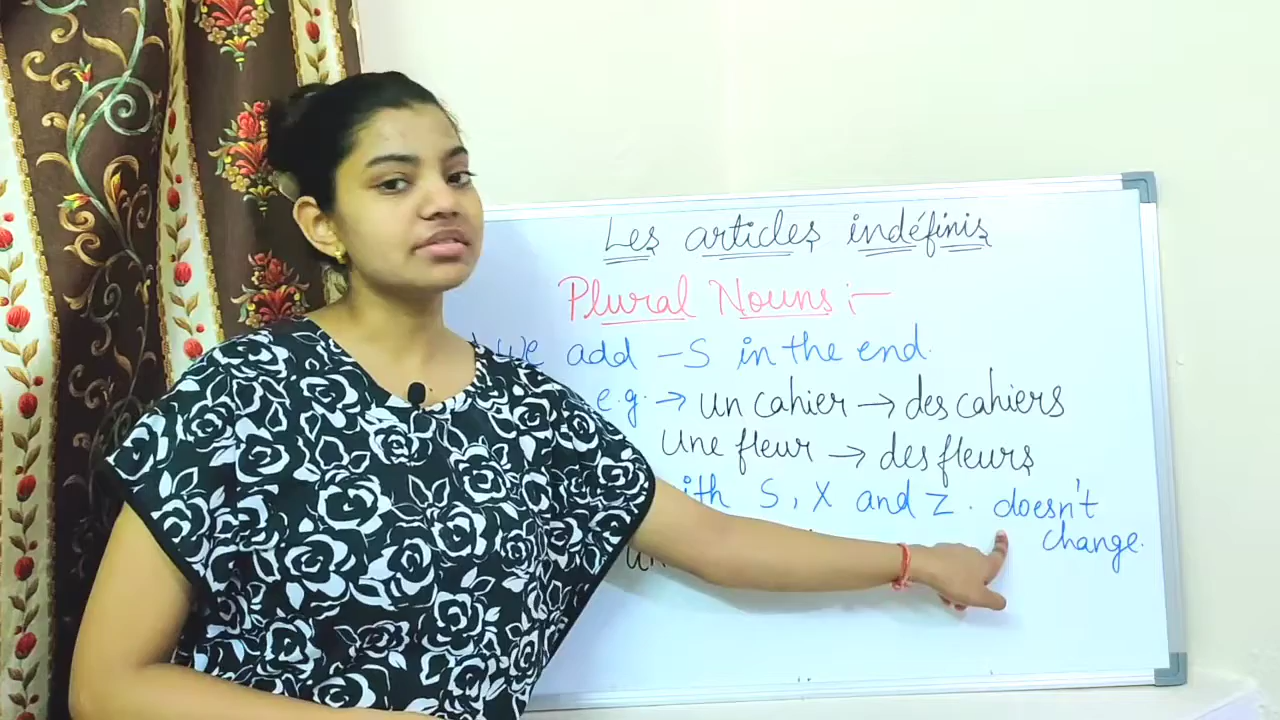 Les articles indéfinis
Plural Nouns :-
We add -S in the end.
e.g. → un cahier → des cahiers
Une fleur → des fleurs
S, X and Z. doesn't
change.